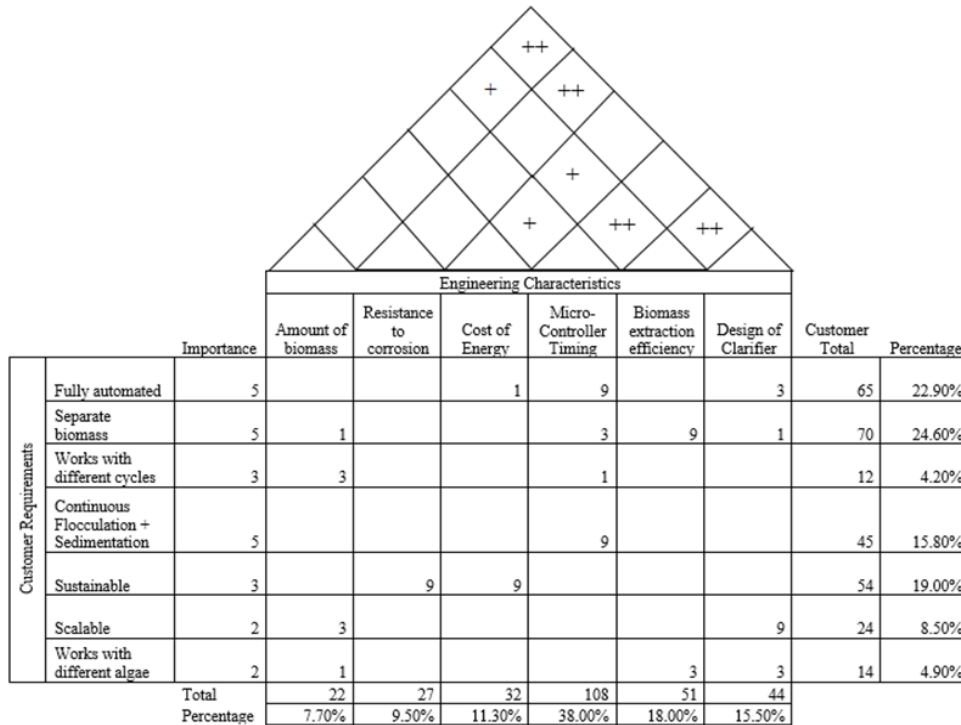 ++
+ ++
+
+ ++ ++
Engineering Characteristics
Importance Amount of biomass Resistance to corrosion Cost of Energy Micro-Controller Timing Biomass extraction efficiency Design of Clarifier Customer Total Percentage
Customer Requirements
Fully automated 5 1 9 3 65 22.90%
Separate biomass 5 1 3 9 1 70 24.60%
Works with different cycles 3 3 1 12 4.20%
Continuous Flocculation + Sedimentation 5 9 45 15.80%
Sustainable 3 9 9 54 19.00%
Scalable 2 3 9 24 8.50%
Works with different algae 2 1 3 3 14 4.90%
Total 22 27 32 108 51 44
Percentage 7.70% 9.50% 11.30% 38.00% 18.00% 15.50%